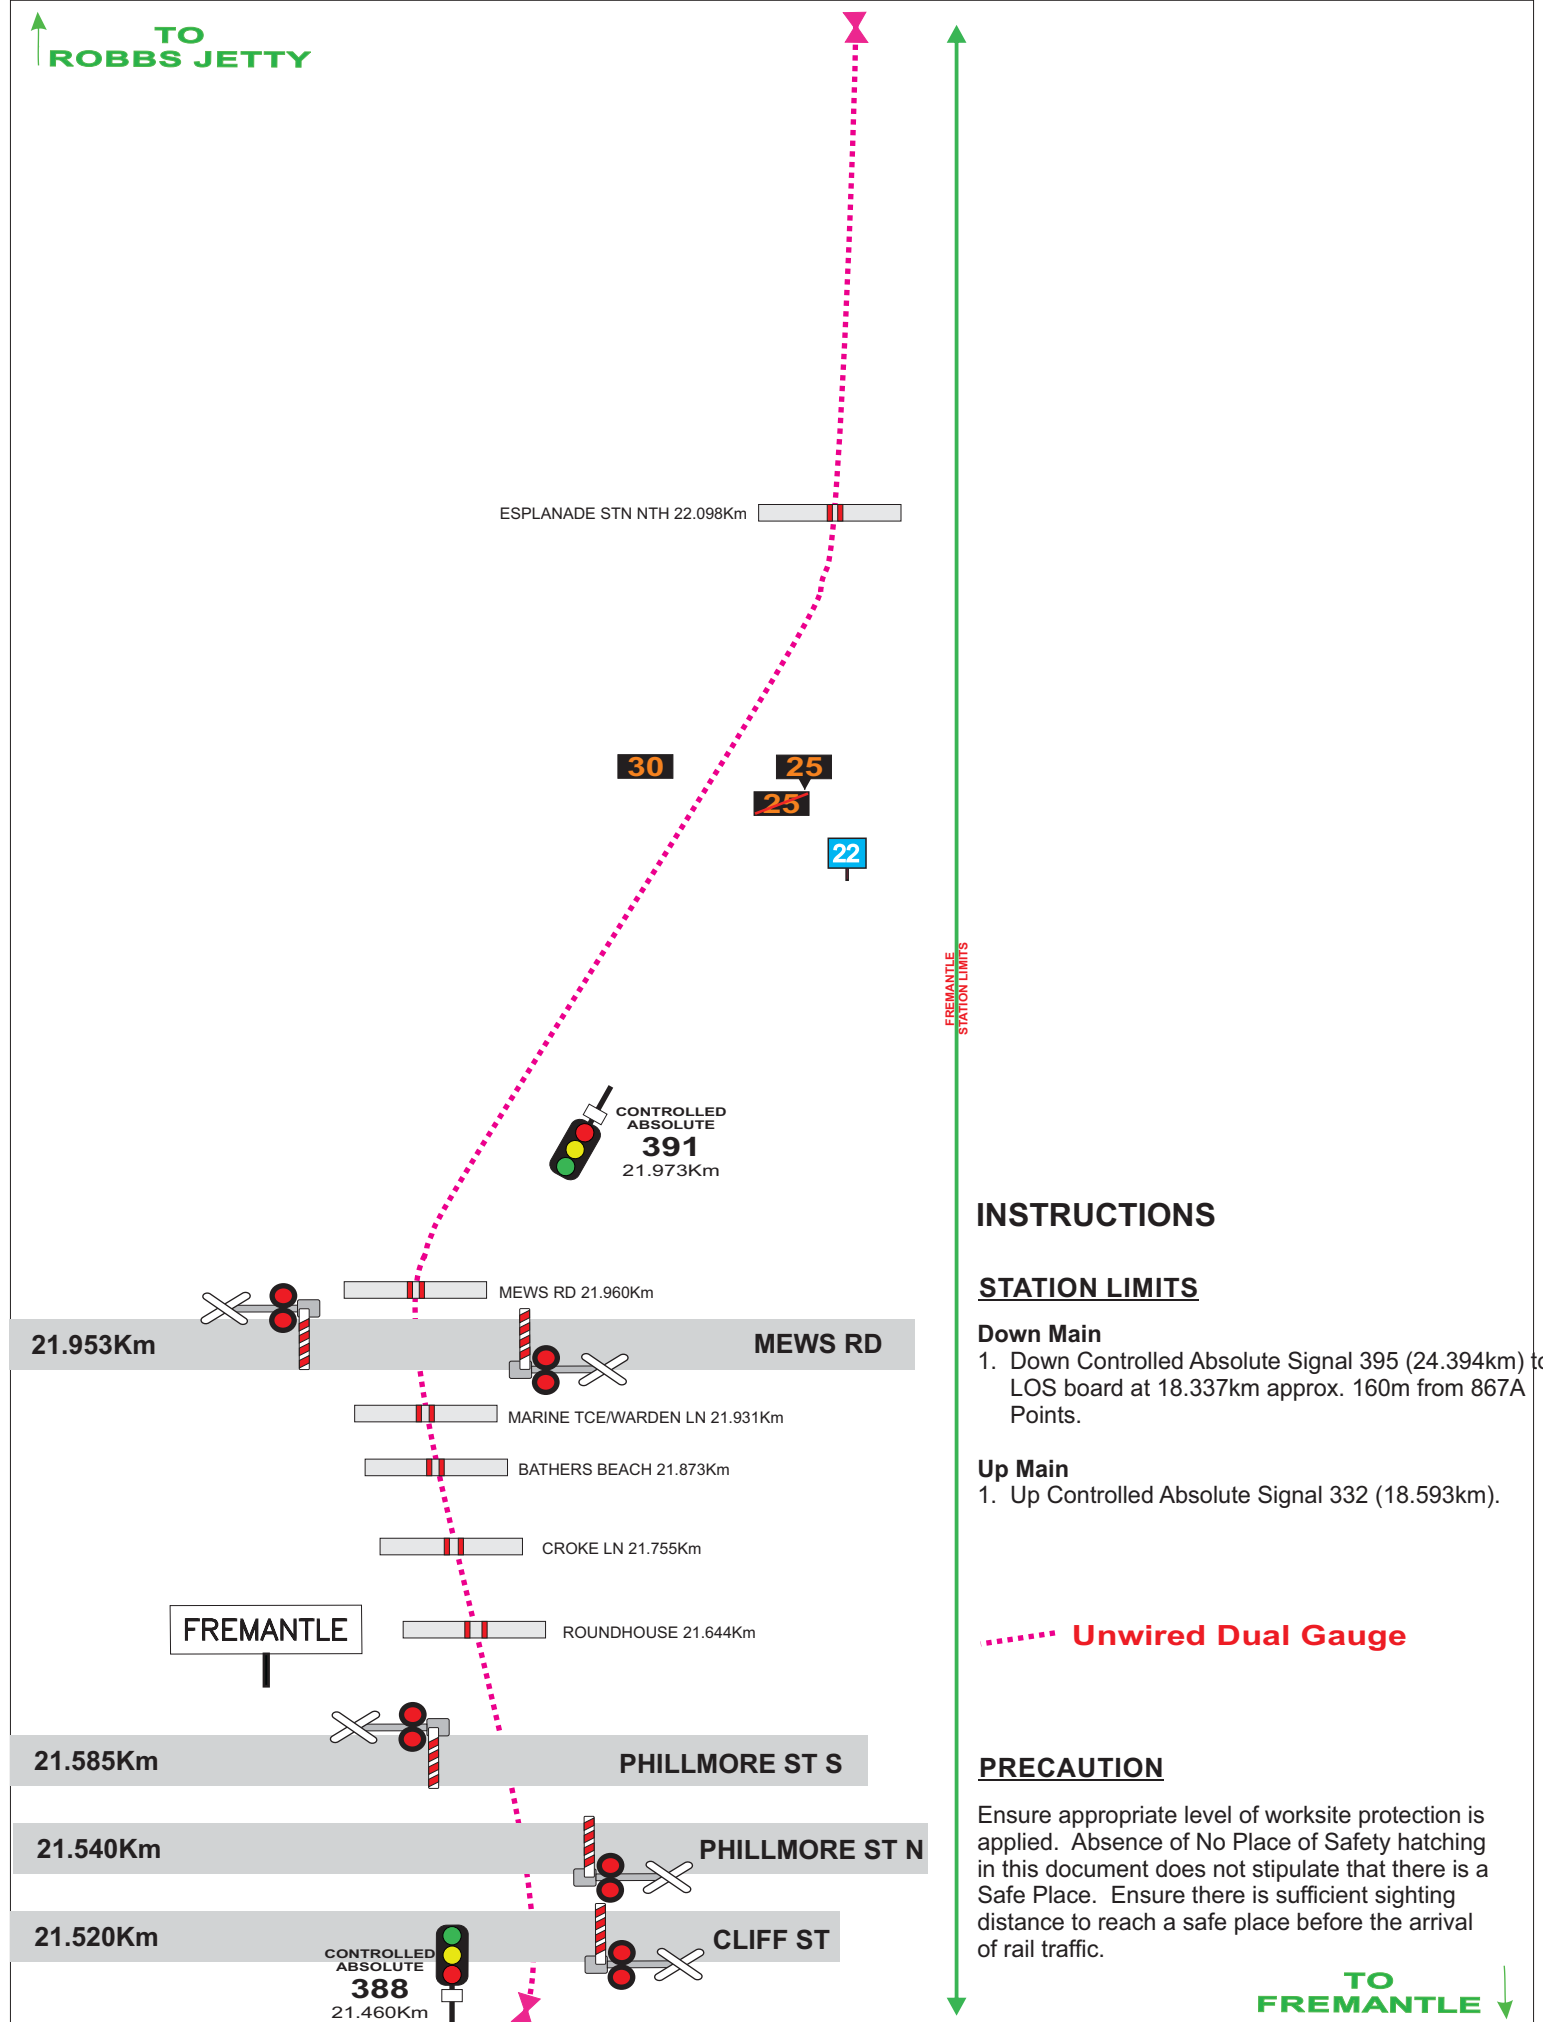 TO
ROBBS JETTY
ESPLANADE STN NTH 22.098Km
30
25
25
22
FREMANTLE
STATION LIMITS
CONTROLLED
ABSOLUTE
391
21.973Km
INSTRUCTIONS
STATION LIMITS
MEWS RD 21.960Km
21.953Km
MEWS RD
Down Main
1. Down Controlled Absolute Signal 395 (24.394km) to
LOS board at 18.337km approx. 160m from 867A
Points.
MARINE TCE/WARDEN LN 21.931Km
BATHERS BEACH 21.873Km
Up Main
1. Up Controlled Absolute Signal 332 (18.593km).
CROKE LN 21.755Km
FREMANTLE
ROUNDHOUSE 21.644Km
Unwired Dual Gauge
21.585Km
PHILLMORE ST S
PRECAUTION
Ensure appropriate level of worksite protection is
applied. Absence of No Place of Safety hatching
in this document does not stipulate that there is a
Safe Place. Ensure there is sufficient sighting
distance to reach a safe place before the arrival
of rail traffic.
21.540Km
PHILLMORE ST N
21.520Km
CLIFF ST
CONTROLLED
ABSOLUTE
388
21.460Km
TO
FREMANTLE